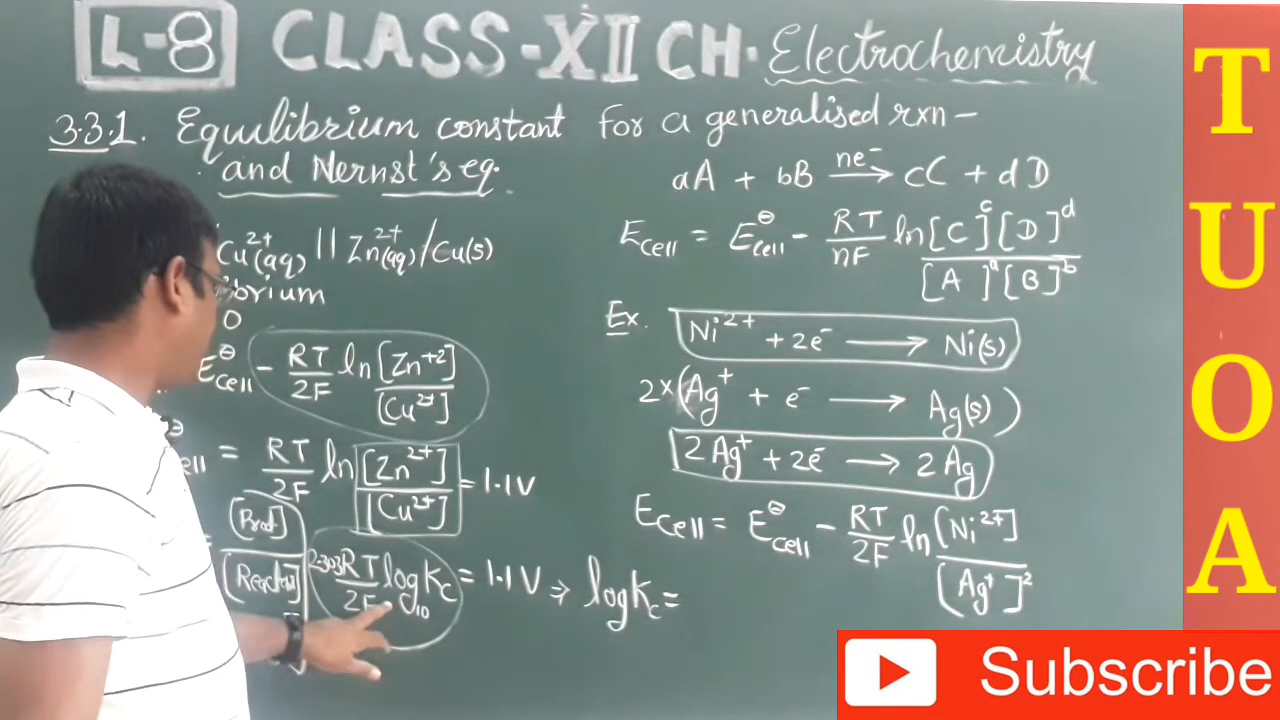 L-8 CLASS-XII CH. Electrochemistry
3.3.1. Equilibrium constant
and Nernst's eq.
Cu²⁺(aq) || Zn²⁺(aq)/Cu(s)
ibrium
0
E⊖cell - RT/2F ln [Zn⁺²]/[Cu²⁺]
ell = RT/2F ln [Zn²⁺]/[Cu²⁺] = 1.1V
= [Prod]/[Reactant]
2.303RT/2F log₁₀ Kc = 1.1V ⇒ log Kc =
for a generalised rxn -
aA + bB ne⁻→ cC + dD
Ecell = E⊖cell - RT/nF ln [C]ᶜ[D]ᵈ/[A]ᵃ[B]ᵇ
Ex. Ni²⁺ + 2e⁻ → Ni(s)
2×(Ag⁺ + e⁻ → Ag(s))
2Ag⁺ + 2e⁻ → 2Ag
Ecell = E⊖cell - RT/2F ln [Ni²⁺]/[Ag⁺]²
T
U
O
A
Subscribe